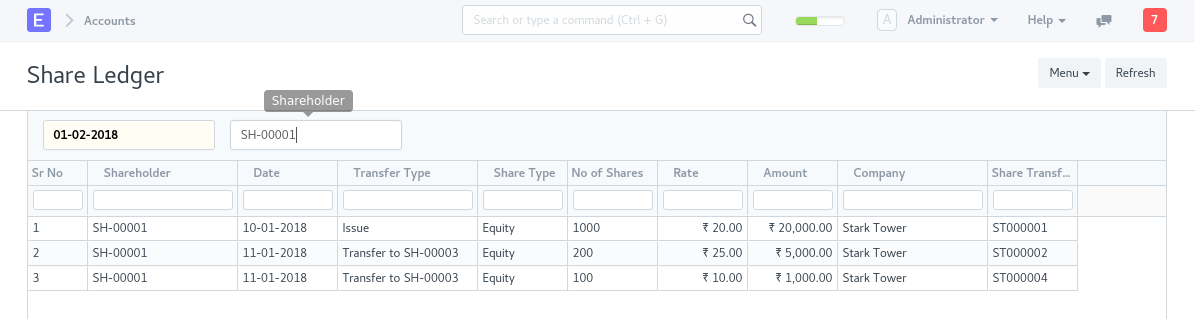 E Accounts Search or type a command (Ctrl + G) A Administrator Help 7
Share Ledger Menu Refresh
Shareholder
01-02-2018 SH-00001
Sr No Shareholder Date Transfer Type Share Type No of Shares Rate Amount Company Share Transf...
1 SH-00001 10-01-2018 Issue Equity 1000 ₹ 20.00 ₹ 20,000.00 Stark Tower ST000001
2 SH-00001 11-01-2018 Transfer to SH-00003 Equity 200 ₹ 25.00 ₹ 5,000.00 Stark Tower ST000002
3 SH-00001 11-01-2018 Transfer to SH-00003 Equity 100 ₹ 10.00 ₹ 1,000.00 Stark Tower ST000004